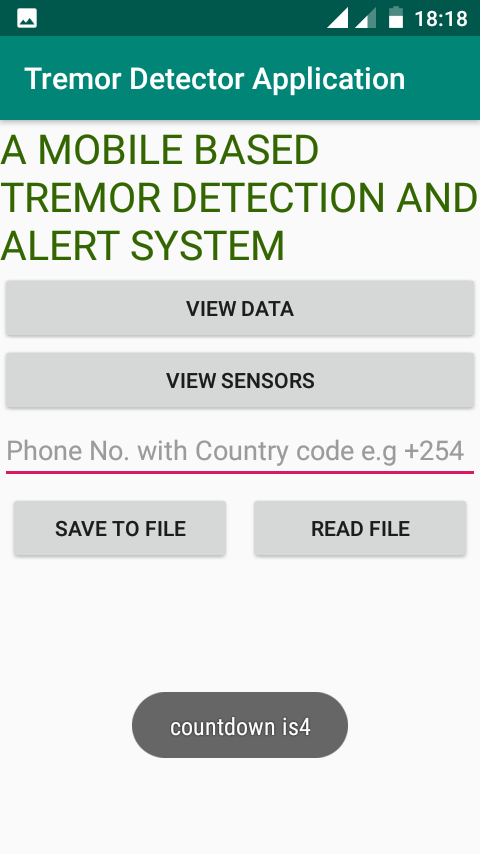 18:18
Tremor Detector Application
A MOBILE BASED
TREMOR DETECTION AND
ALERT SYSTEM
VIEW DATA
VIEW SENSORS
Phone No. with Country code e.g +254
SAVE TO FILE
READ FILE
countdown is4